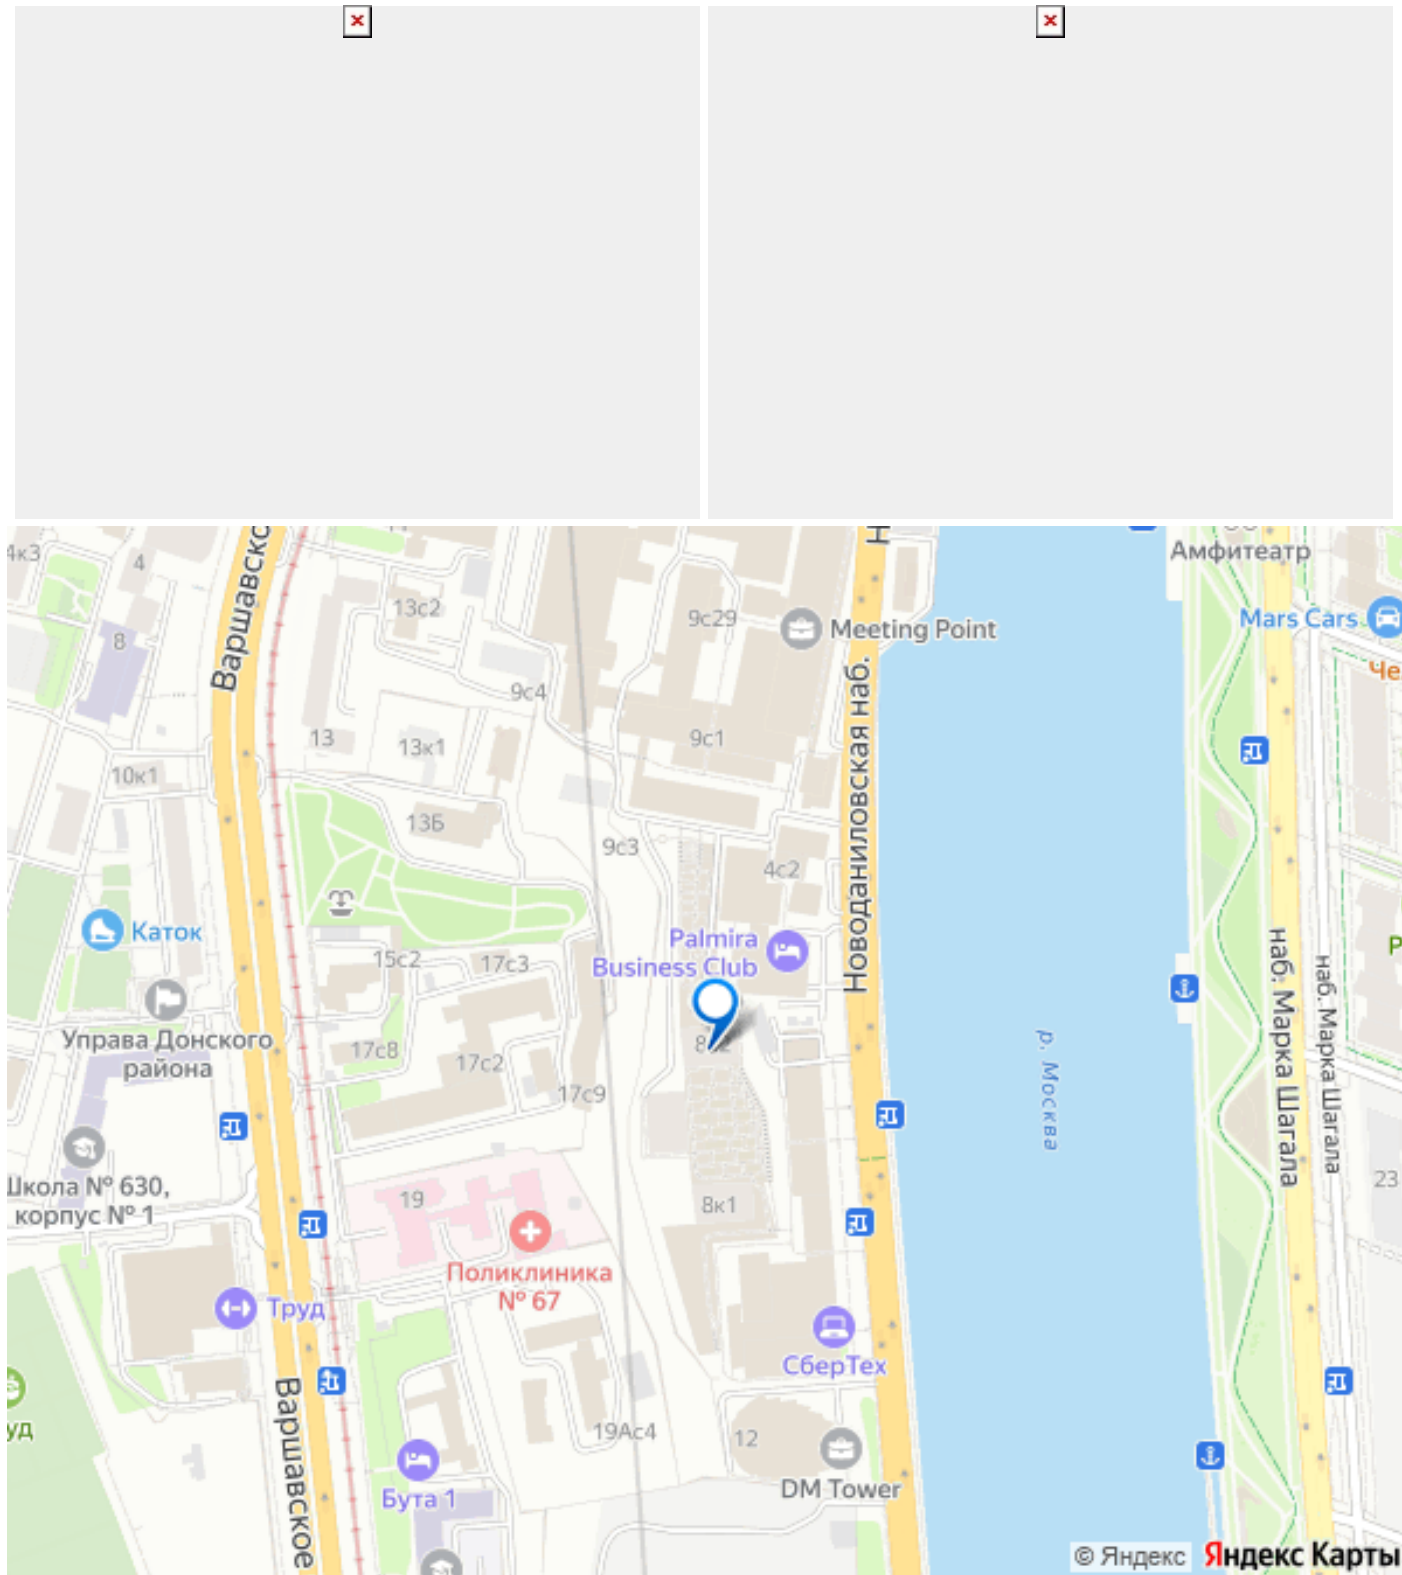 Варшавско
Н
Амфитеатр
4к3
4
13с2
9с29
Meeting Point
Mars Cars
Че
8
9с4
Новоданиловская наб.
13
13к1
9с1
10к1
13Б
9с3
4с2
Каток
Palmira
Business Club
15с2
17с3
наб. Марка Шагала
наб. Марка Шагала
Управа Донского
района
17с8
17с2
р. Москва
17с9
Школа № 630,
корпус № 1
19
8к1
23
Поликлиника
№ 67
Труд
СберТех
уд
Варшавское
19Ас4
12
DM Tower
Бута 1
© Яндекс
Яндекс Карты